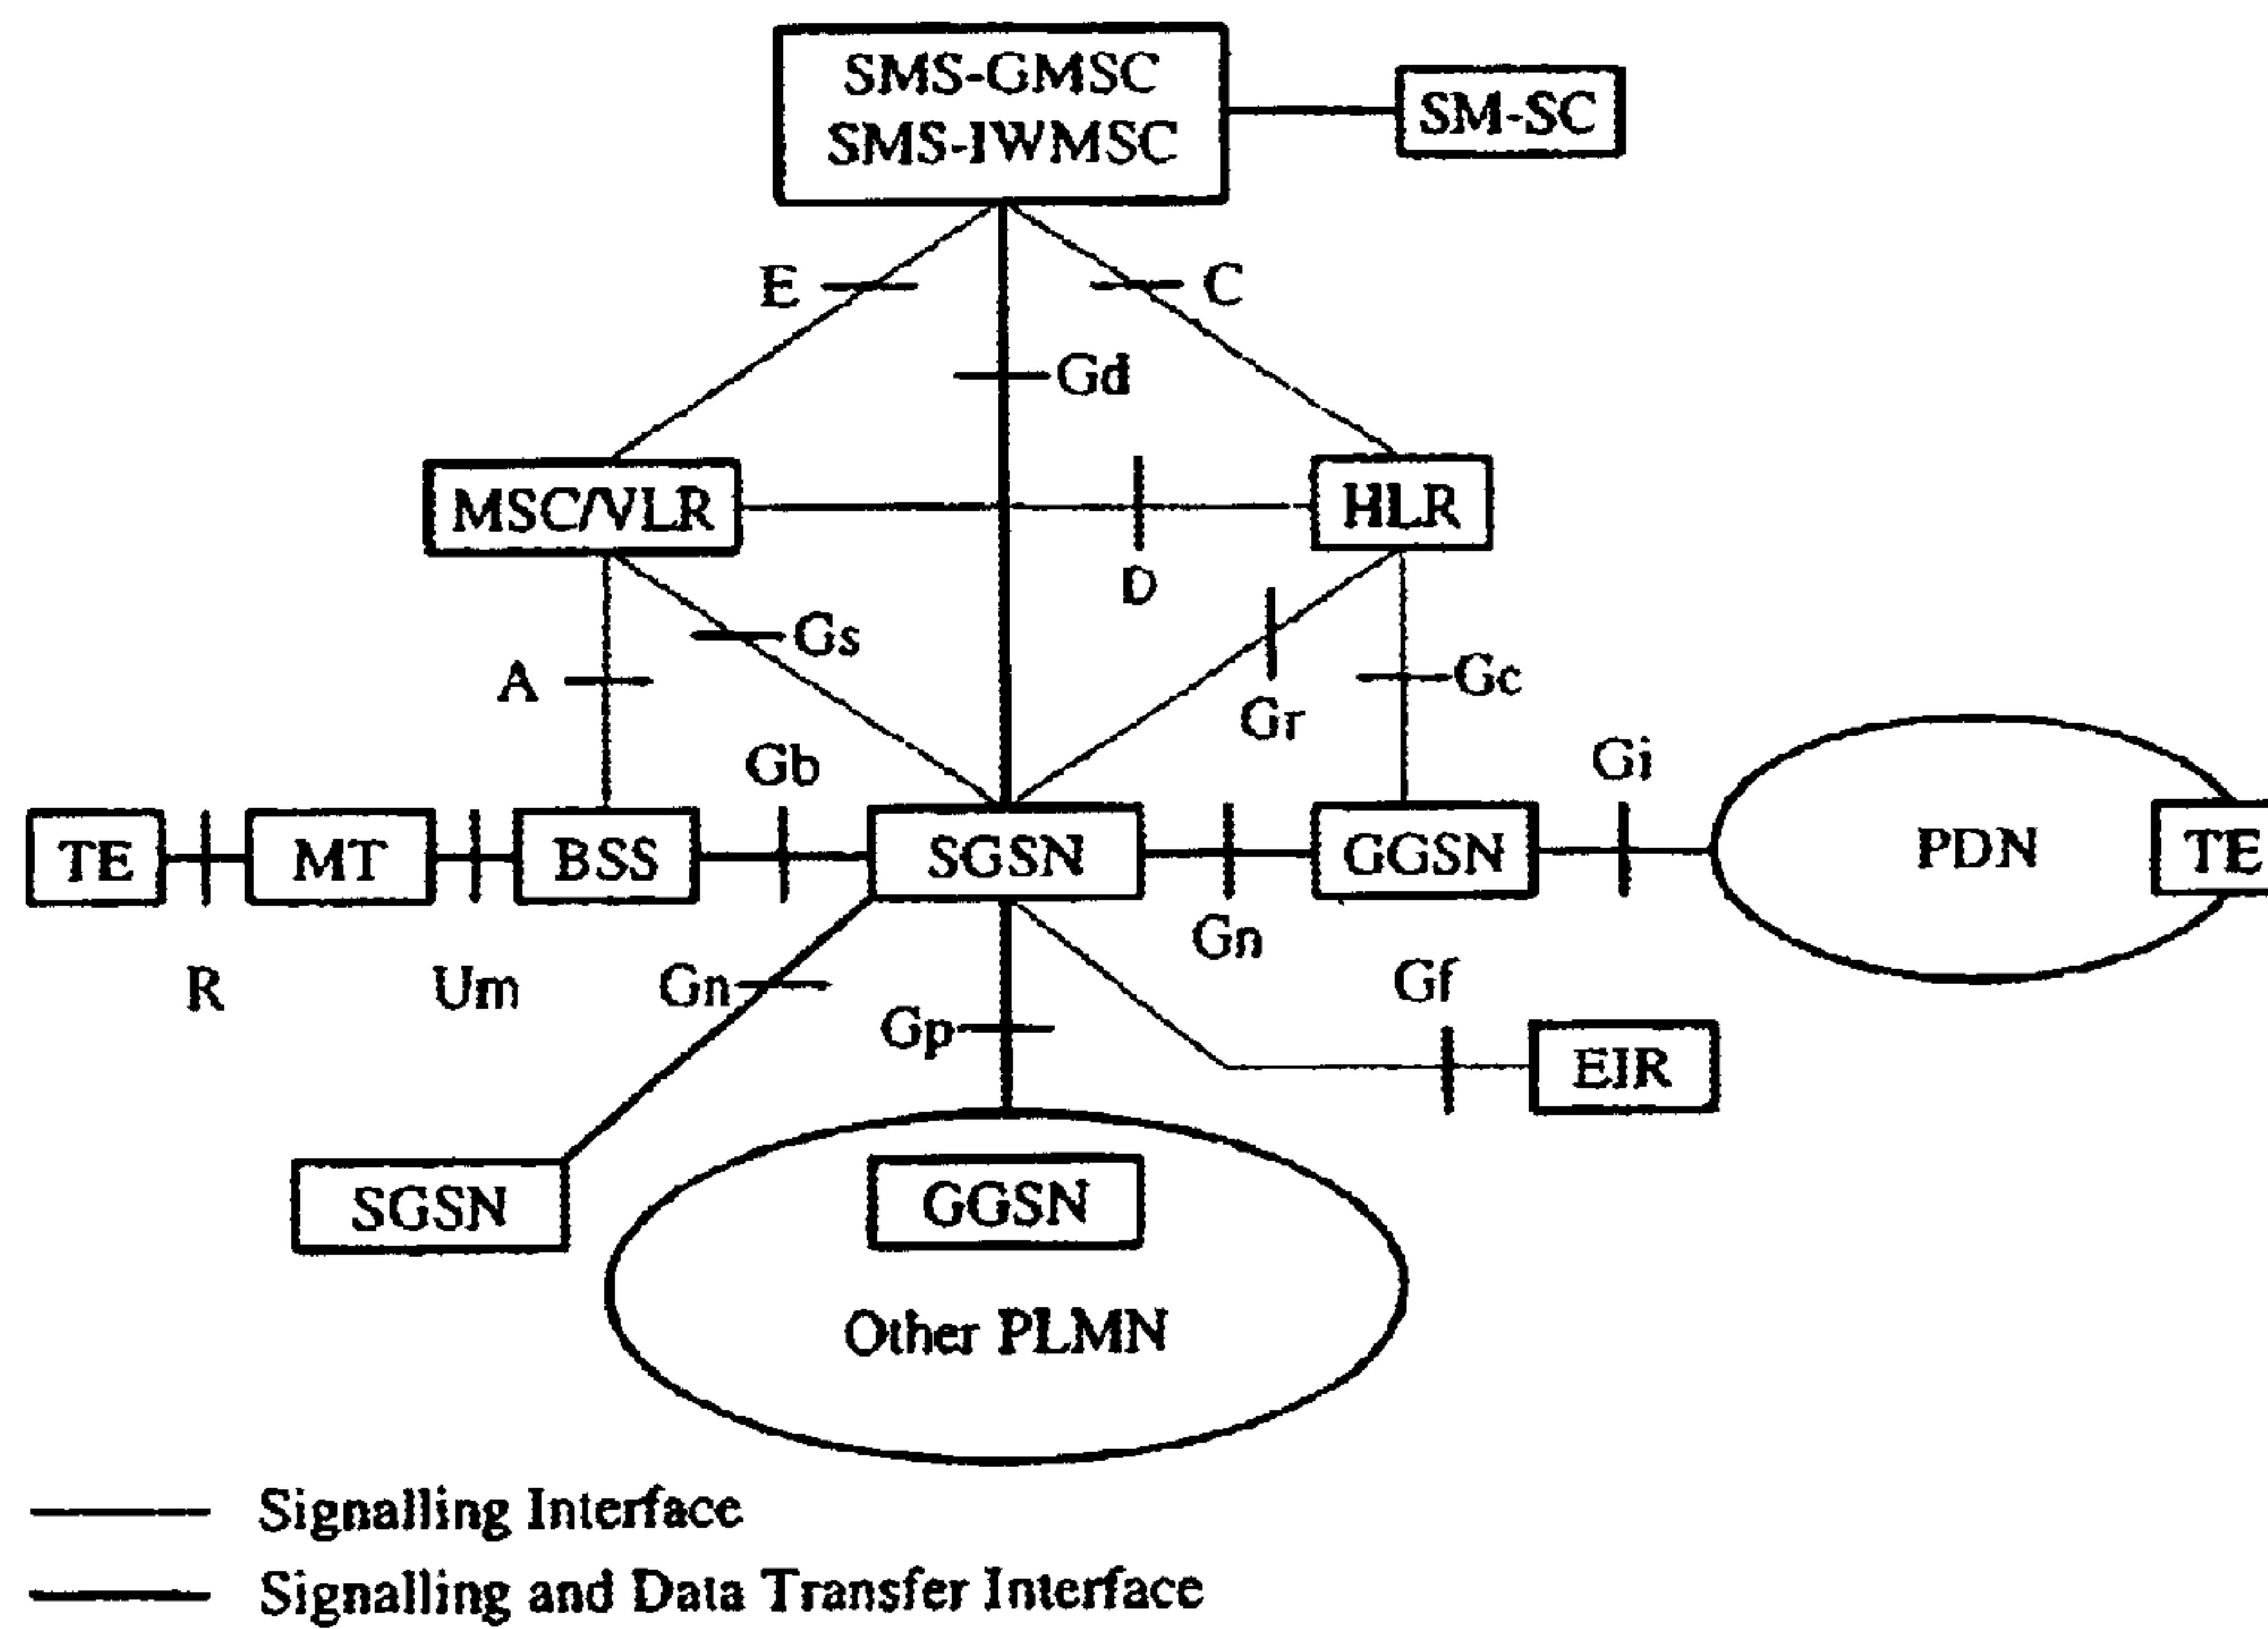 SMS-GMSC
SMS-IWMSC
SM-SC
E
C
Gd
MSC/VLR
HLR
D
Gs
A
Gr
Gc
Gb
Gi
TE
MT
BSS
SGSN
GGSN
PDN
TE
R
Um
Gn
Gn
Gf
Gp
EIR
SGSN
GGSN
Other PLMN
Signalling Interface
Signalling and Data Transfer Interface